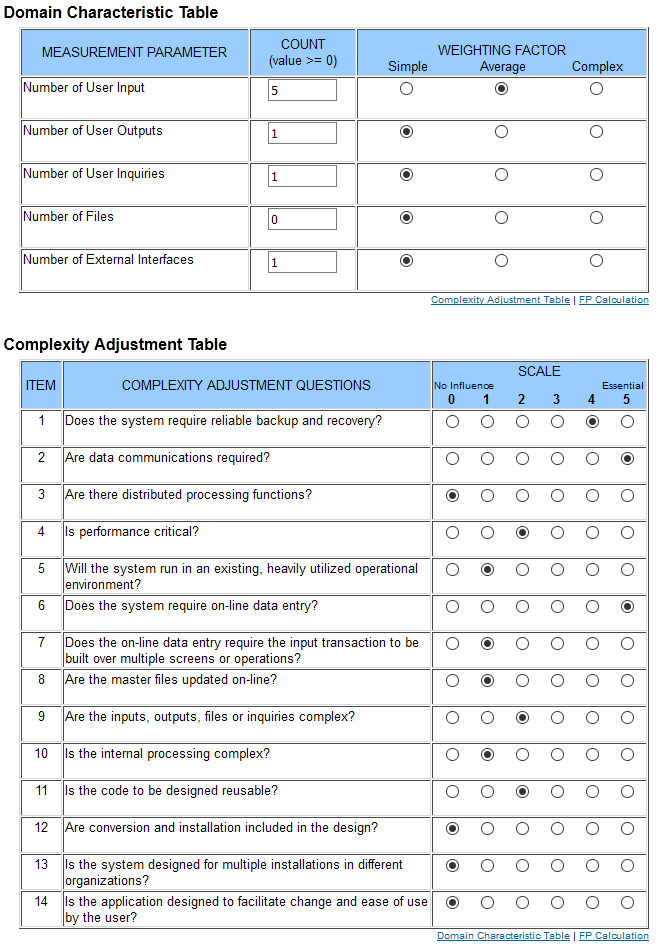 Domain Characteristic Table
MEASUREMENT PARAMETER
COUNT
(value >= 0)
WEIGHTING FACTOR
Simple Average Complex
Number of User Input 5
Number of User Outputs 1
Number of User Inquiries 1
Number of Files 0
Number of External Interfaces 1
Complexity Adjustment Table | FP Calculation
Complexity Adjustment Table
ITEM COMPLEXITY ADJUSTMENT QUESTIONS
SCALE
No Influence Essential
0 1 2 3 4 5
1 Does the system require reliable backup and recovery?
2 Are data communications required?
3 Are there distributed processing functions?
4 Is performance critical?
5 Will the system run in an existing, heavily utilized operational
environment?
6 Does the system require on-line data entry?
7 Does the on-line data entry require the input transaction to be
built over multiple screens or operations?
8 Are the master files updated on-line?
9 Are the inputs, outputs, files or inquiries complex?
10 Is the internal processing complex?
11 Is the code to be designed reusable?
12 Are conversion and installation included in the design?
13 Is the system designed for multiple installations in different
organizations?
14 Is the application designed to facilitate change and ease of use
by the user?
Domain Characteristic Table | FP Calculation